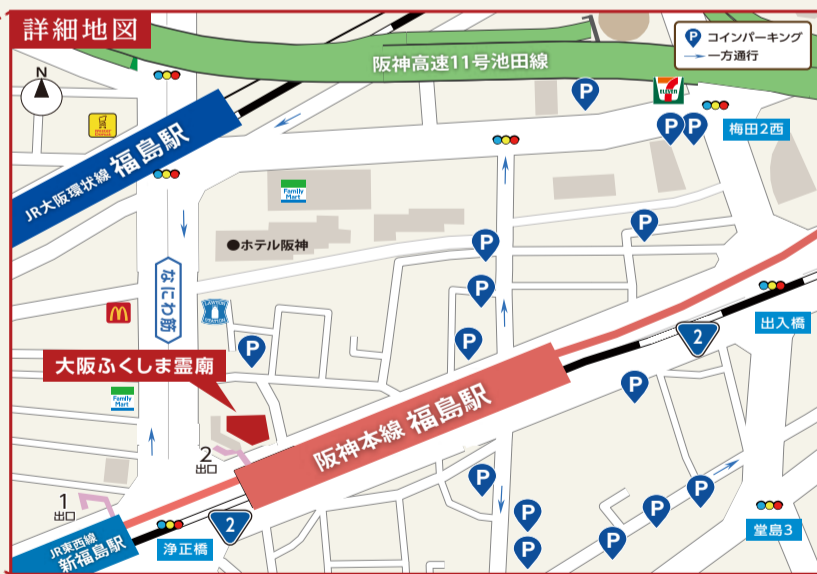 詳細地図
N
P コインパーキング
一方通行
阪神高速11号池田線
P
ELEVEN
P P
梅田2西
JR大阪環状線 福島駅
Family Mart
P
P
●ホテル阪神
なにわ筋
LAWSON STATION
P
出入橋
2
P
P
大阪ふくしま霊廟
Family Mart
P
阪神本線 福島駅
2
出口
P
P
1
出口
P
P
堂島3
2
浄正橋
P
P
JR東西線
新福島駅